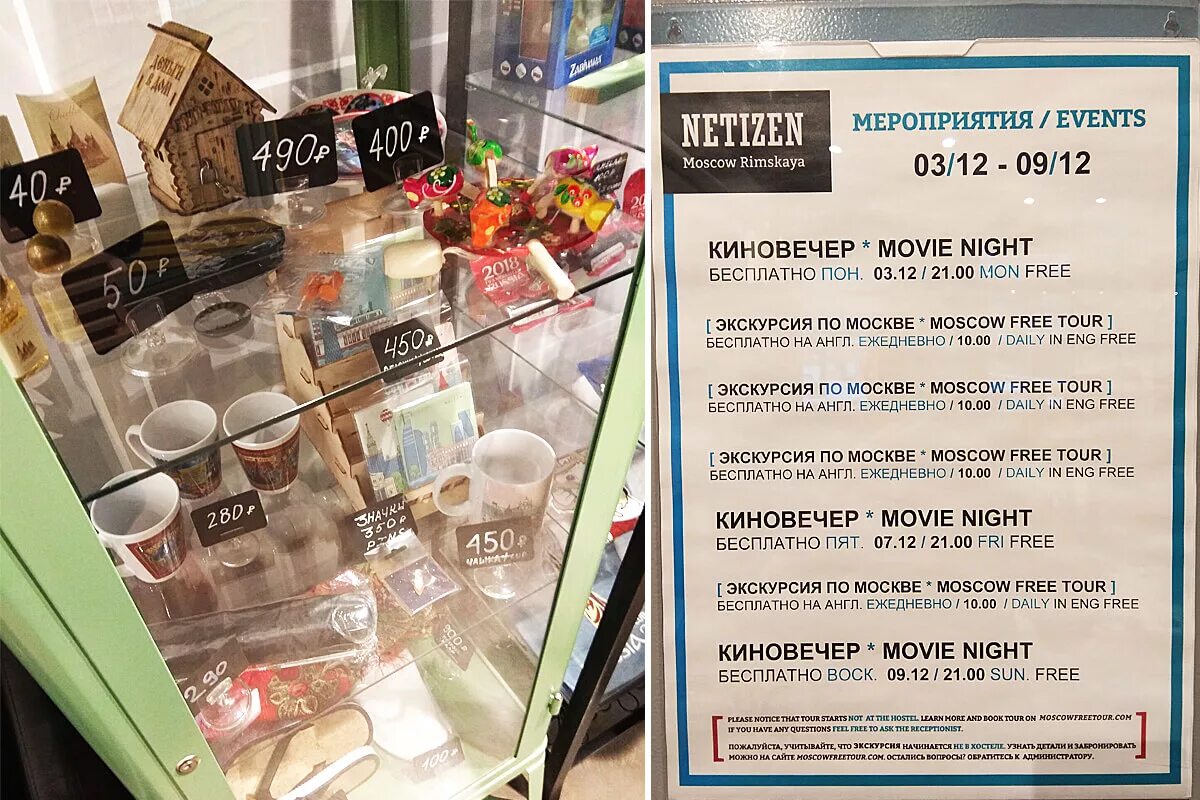 40 ₽
490 ₽
400 ₽
50 ₽
Zabivaka
2018
450 ₽
280 ₽
ЗНАЧКИ
350 ₽
PINS
450 ₽
290
100
NETIZEN
Moscow Rimskaya
МЕРОПРИЯТИЯ / EVENTS
03/12 - 09/12
КИНОВЕЧЕР * MOVIE NIGHT
БЕСПЛАТНО ПОН. 03.12 / 21.00 MON FREE
[ ЭКСКУРСИЯ ПО МОСКВЕ * MOSCOW FREE TOUR ]
БЕСПЛАТНО НА АНГЛ. ЕЖЕДНЕВНО / 10.00 / DAILY IN ENG FREE
[ ЭКСКУРСИЯ ПО МОСКВЕ * MOSCOW FREE TOUR ]
БЕСПЛАТНО НА АНГЛ. ЕЖЕДНЕВНО / 10.00 / DAILY IN ENG FREE
[ ЭКСКУРСИЯ ПО МОСКВЕ * MOSCOW FREE TOUR ]
БЕСПЛАТНО НА АНГЛ. ЕЖЕДНЕВНО / 10.00 / DAILY IN ENG FREE
КИНОВЕЧЕР * MOVIE NIGHT
БЕСПЛАТНО ПЯТ. 07.12 / 21.00 FRI FREE
[ ЭКСКУРСИЯ ПО МОСКВЕ * MOSCOW FREE TOUR ]
БЕСПЛАТНО НА АНГЛ. ЕЖЕДНЕВНО / 10.00 / DAILY IN ENG FREE
КИНОВЕЧЕР * MOVIE NIGHT
БЕСПЛАТНО ВОСК. 09.12 / 21.00 SUN. FREE
PLEASE NOTICE THAT TOUR STARTS NOT AT THE HOSTEL. LEARN MORE AND BOOK TOUR ON MOSCOWFREETOUR.COM
IF YOU HAVE ANY QUESTIONS FEEL FREE TO ASK THE RECEPTIONIST.
ПОЖАЛУЙСТА, УЧИТЫВАЙТЕ, ЧТО ЭКСКУРСИЯ НАЧИНАЕТСЯ НЕ В ХОСТЕЛЕ. УЗНАТЬ ДЕТАЛИ И ЗАБРОНИРОВАТЬ
МОЖНО НА САЙТЕ MOSCOWFREETOUR.COM. ОСТАЛИСЬ ВОПРОСЫ? ОБРАТИТЕСЬ К АДМИНИСТРАТОРУ.